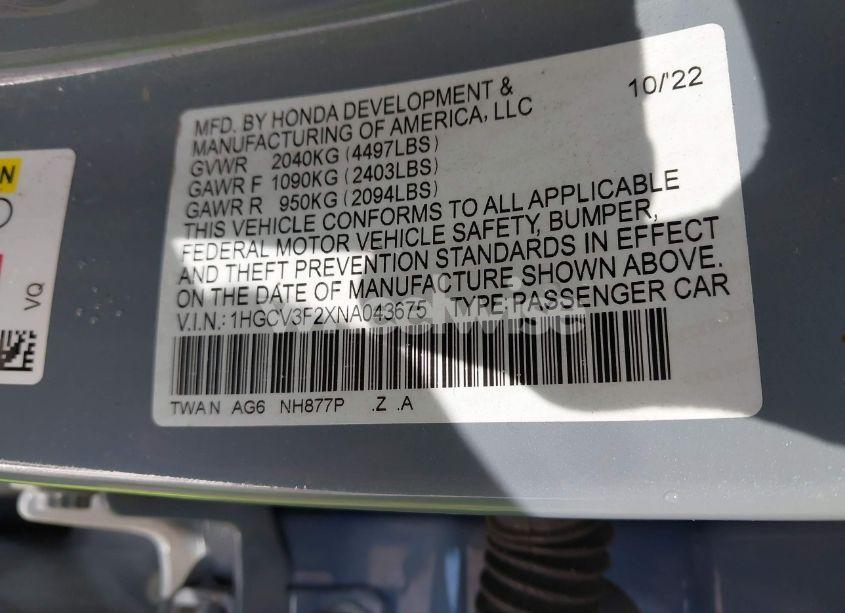 10/'22
MFD. BY HONDA DEVELOPMENT &
MANUFACTURING OF AMERICA, LLC
GVWR 2040KG (4497LBS)
GAWR F 1090KG (2403LBS)
GAWR R 950KG (2094LBS)
THIS VEHICLE CONFORMS TO ALL APPLICABLE
FEDERAL MOTOR VEHICLE SAFETY, BUMPER,
AND THEFT PREVENTION STANDARDS IN EFFECT
ON THE DATE OF MANUFACTURE SHOWN ABOVE.
V.I.N.: 1HGCV3F2XNA043675 TYPE: PASSENGER CAR
TWAN AG6 NH877P .Z .A
N
VQ